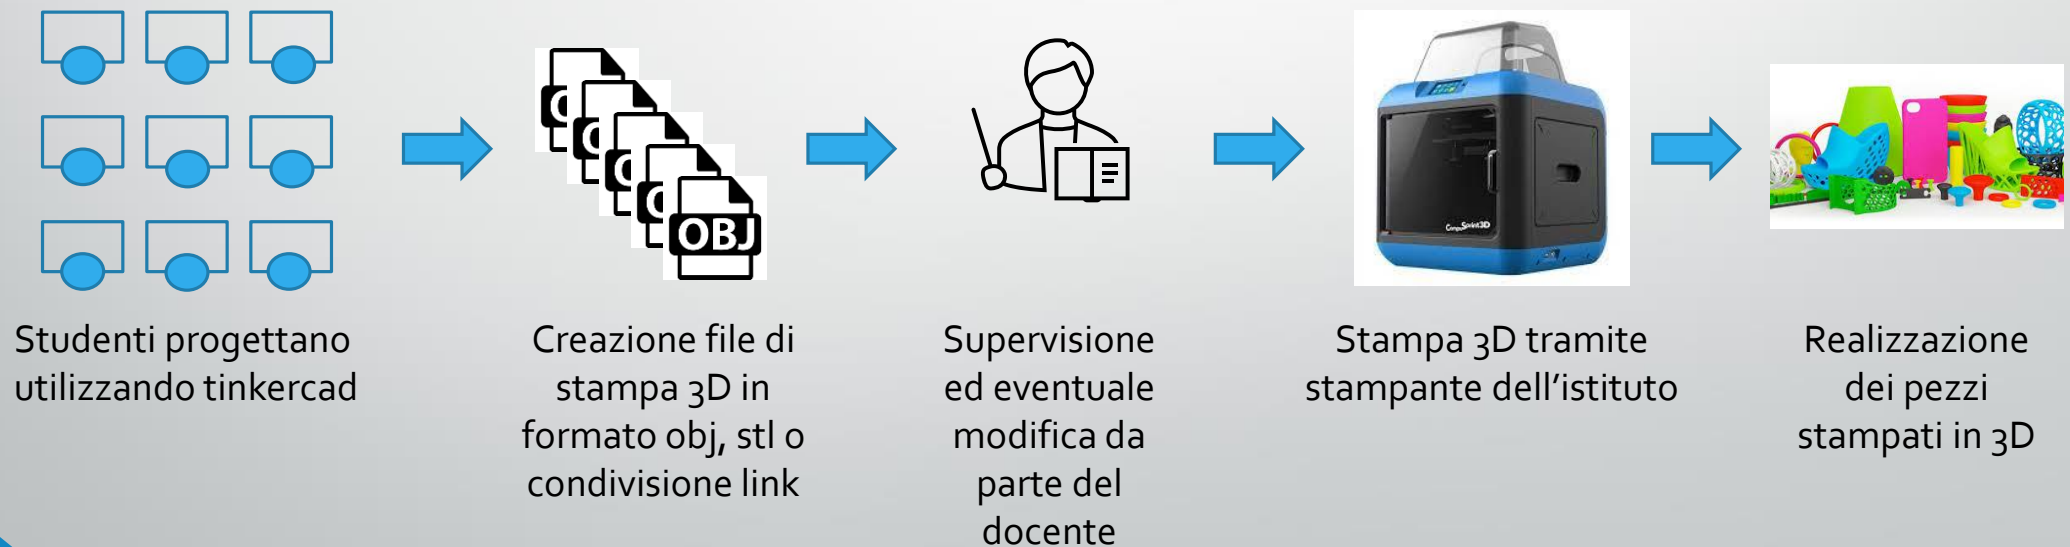 Studenti progettano
utilizzando tinkercad
OBJ
Creazione file di
stampa 3D in
formato obj, stl o
condivisione link
Supervisione
ed eventuale
modifica da
parte del
docente
CompuSprint3D
Stampa 3D tramite
stampante dell’istituto
Realizzazione
dei pezzi
stampati in 3D